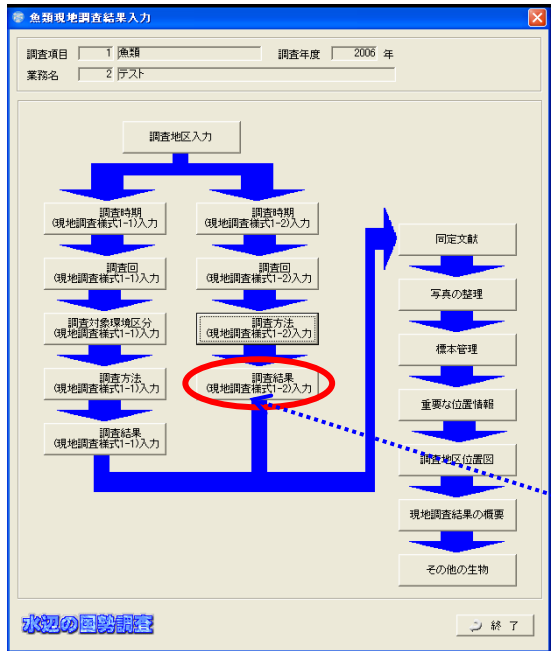 魚類現地調査結果入力
調査項目 1 魚類 調査年度 2006 年
業務名 2 テスト
調査地区入力
調査時期
(現地調査様式1-1)入力
調査回
(現地調査様式1-1)入力
調査対象環境区分
(現地調査様式1-1)入力
調査方法
(現地調査様式1-1)入力
調査結果
(現地調査様式1-1)入力
調査時期
(現地調査様式1-2)入力
調査回
(現地調査様式1-2)入力
調査方法
(現地調査様式1-2)入力
調査結果
(現地調査様式1-2)入力
同定文献
写真の整理
標本管理
重要な位置情報
調査地区位置図
現地調査結果の概要
その他の生物
水辺の国勢調査
終 了